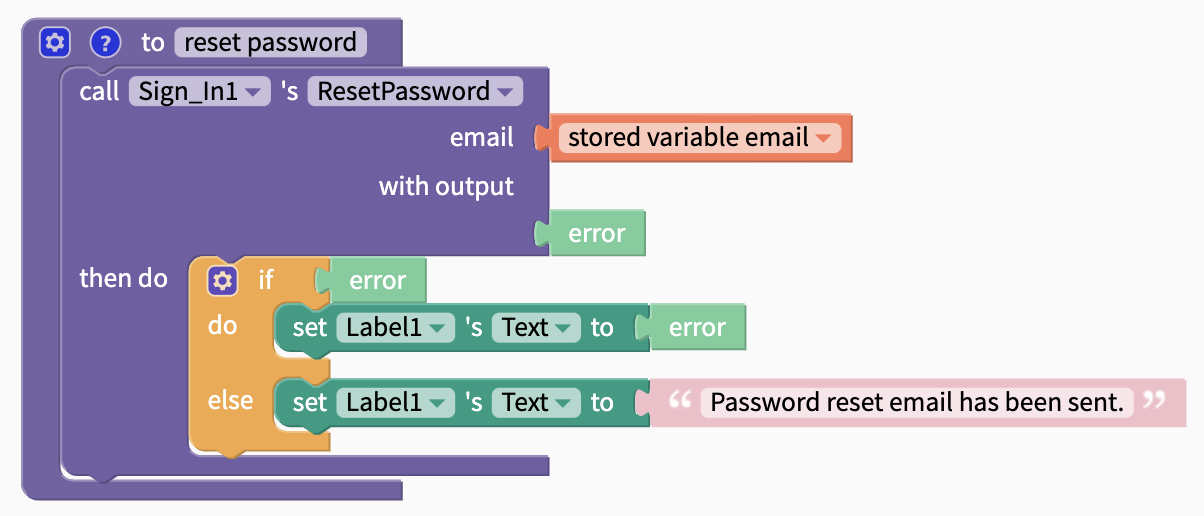 ? to reset password
call Sign_In1 's ResetPassword
email stored variable email
with output
error
then do if error
do set Label1 's Text to error
else set Label1 's Text to “ Password reset email has been sent. ”